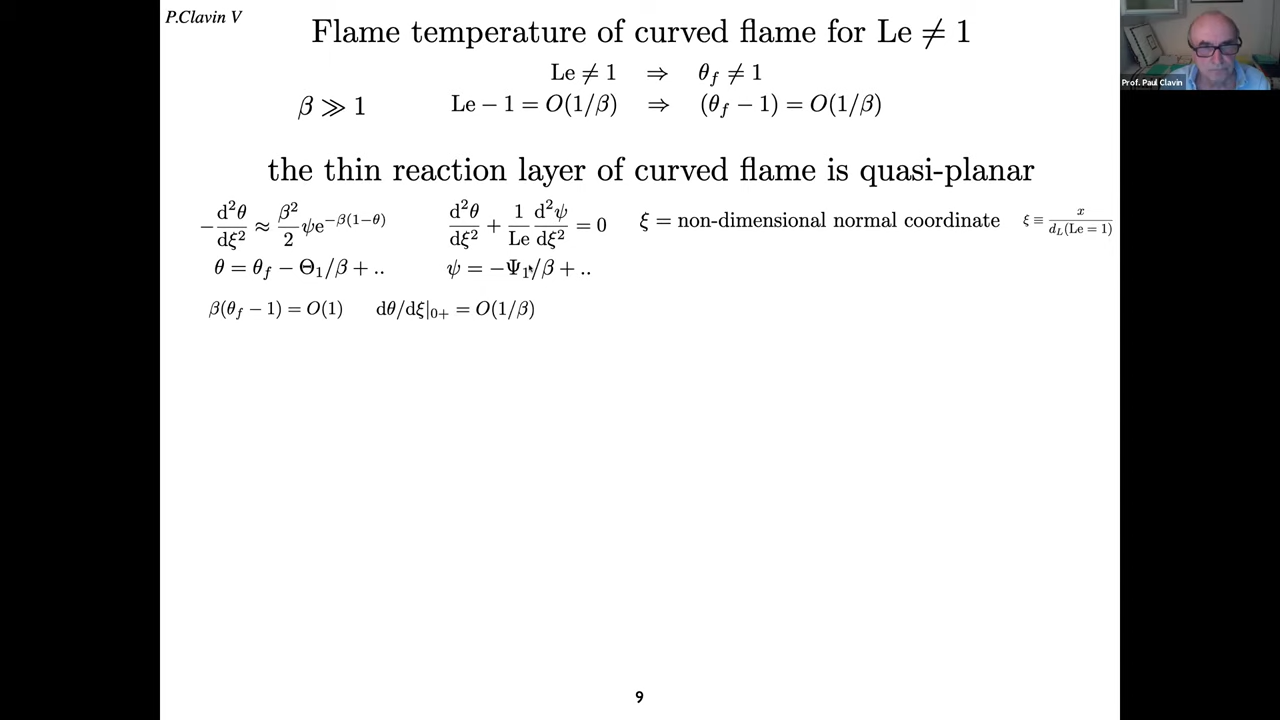 P.Clavin V
Flame temperature of curved flame for Le ≠ 1
Le ≠ 1 ⇒ θ_f ≠ 1
β ≫ 1 Le − 1 = O(1/β) ⇒ (θ_f − 1) = O(1/β)
the thin reaction layer of curved flame is quasi-planar
−d²θ/dξ² ≈ β²/2 ψe^{−β(1−θ)} d²θ/dξ² + 1/Le d²ψ/dξ² = 0 ξ = non-dimensional normal coordinate ξ ≡ x/d_L(Le = 1)
θ = θ_f − Θ₁/β + .. ψ = −Ψ₁/β + ..
β(θ_f − 1) = O(1) dθ/dξ|₀₊ = O(1/β)
9
Prof. Paul Clavin